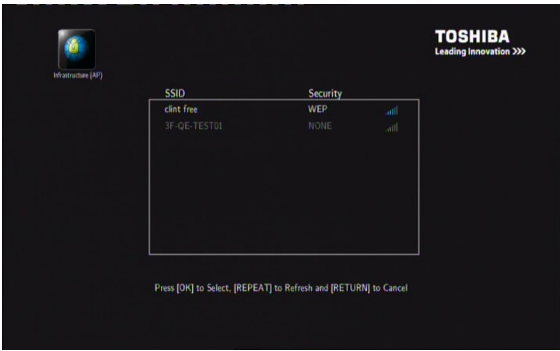 TOSHIBA
Leading Innovation >>>
Infrastructure (AP)
SSID Security
clint free WEP
3F-QE-TEST01 NONE
Press [OK] to Select, [REPEAT] to Refresh and [RETURN] to Cancel